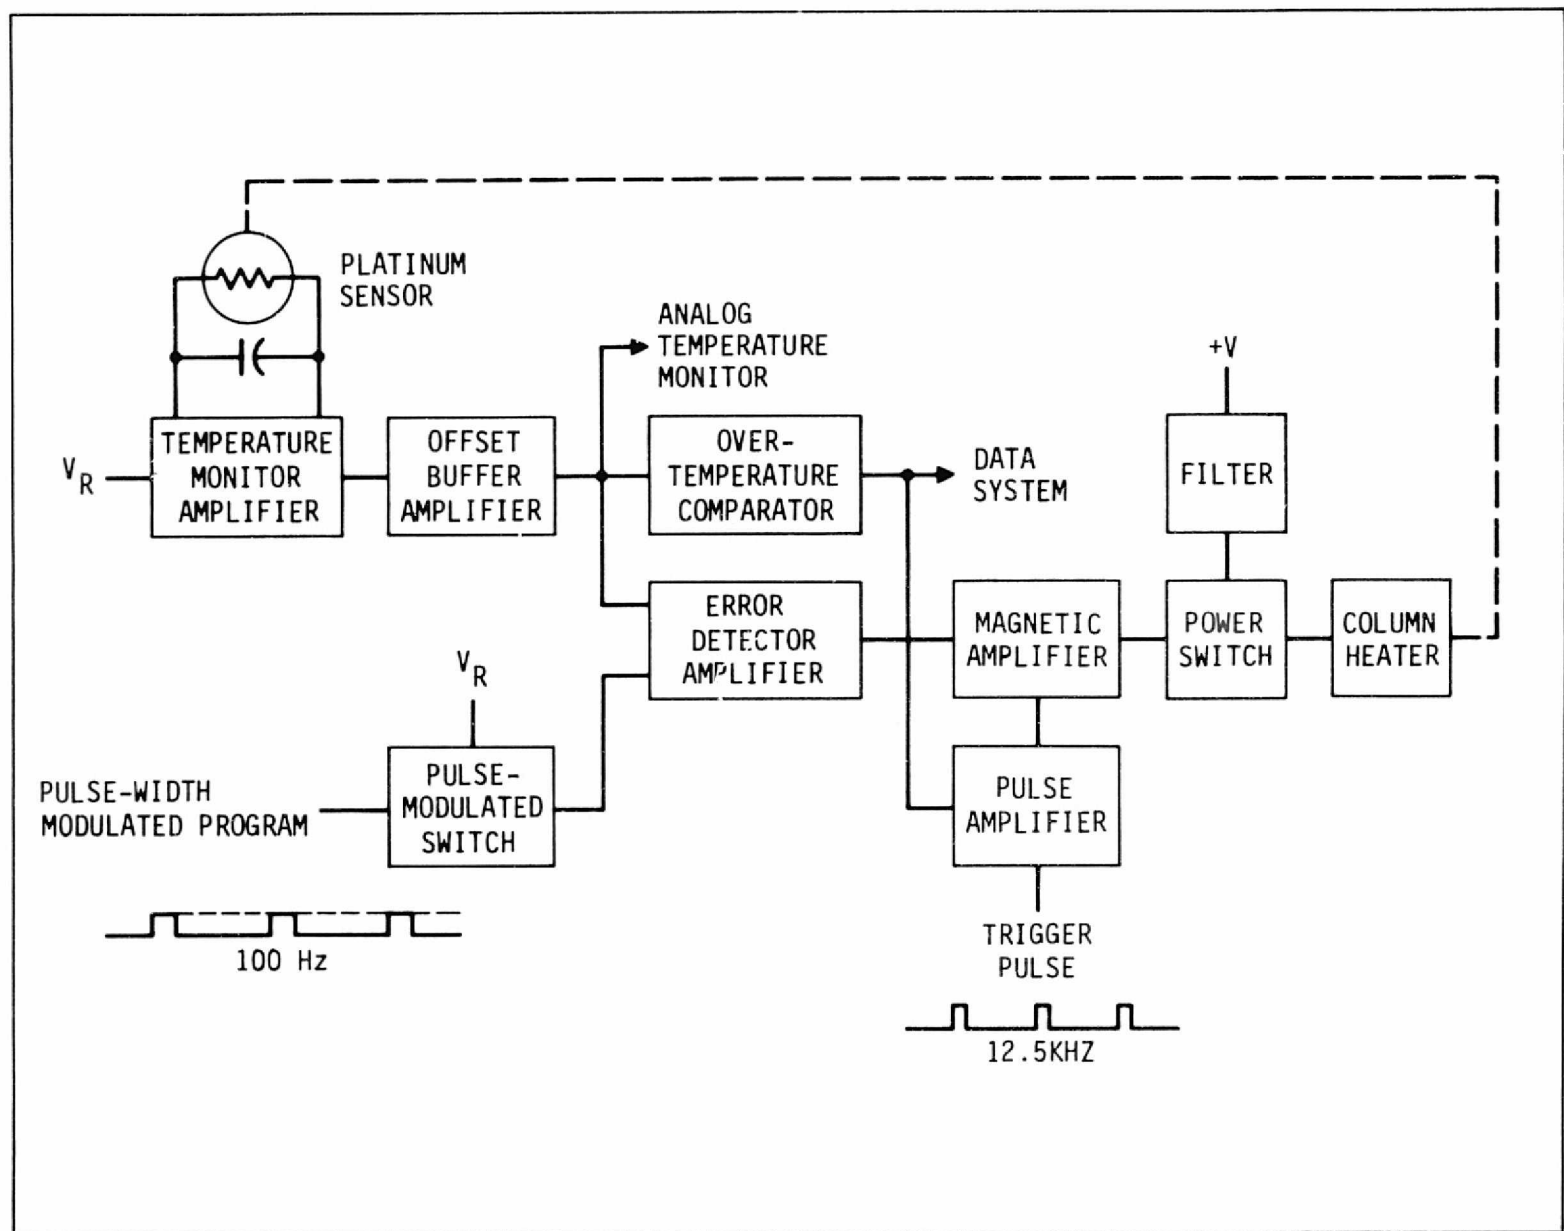 PLATINUM
SENSOR
ANALOG
TEMPERATURE
MONITOR
+V
V_R
TEMPERATURE
MONITOR
AMPLIFIER
OFFSET
BUFFER
AMPLIFIER
OVER-
TEMPERATURE
COMPARATOR
DATA
SYSTEM
FILTER
ERROR
DETECTOR
AMPLIFIER
MAGNETIC
AMPLIFIER
POWER
SWITCH
COLUMN
HEATER
V_R
PULSE-WIDTH
MODULATED PROGRAM
PULSE-
MODULATED
SWITCH
PULSE
AMPLIFIER
100 Hz
TRIGGER
PULSE
12.5KHZ